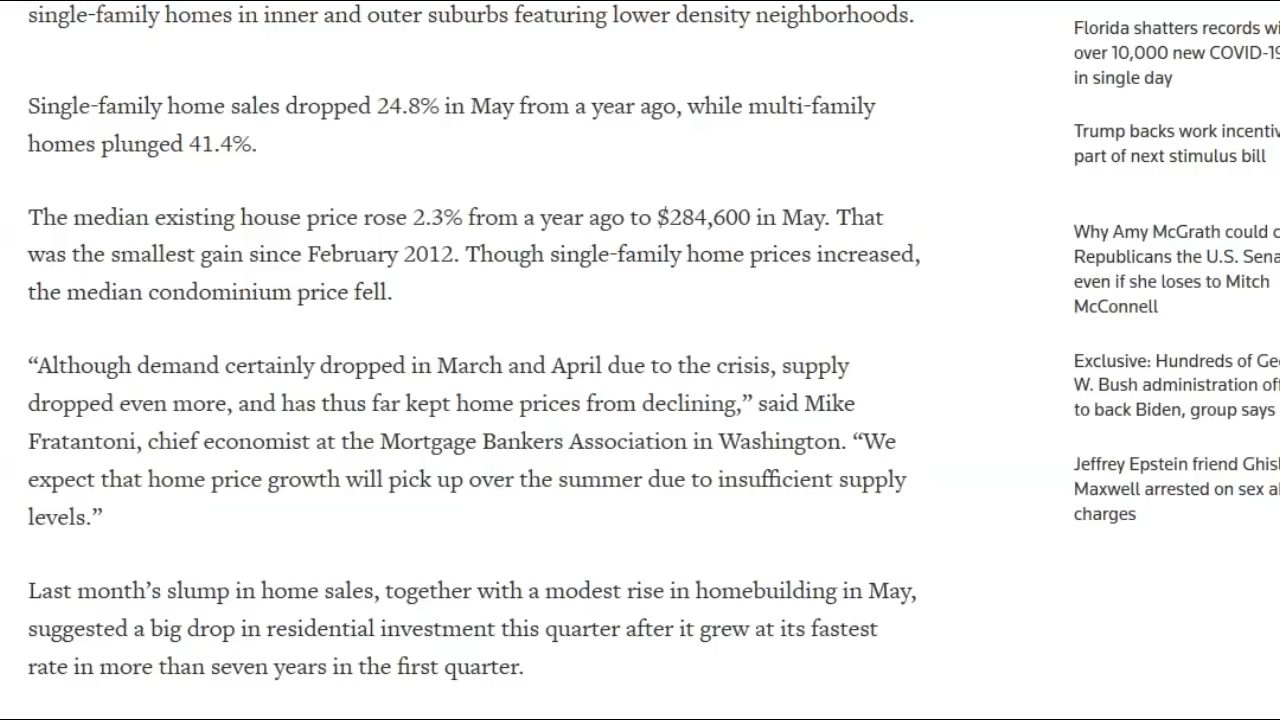 single-family homes in inner and outer suburbs featuring lower density neighborhoods.
Single-family home sales dropped 24.8% in May from a year ago, while multi-family
homes plunged 41.4%.
The median existing house price rose 2.3% from a year ago to $284,600 in May. That
was the smallest gain since February 2012. Though single-family home prices increased,
the median condominium price fell.
“Although demand certainly dropped in March and April due to the crisis, supply
dropped even more, and has thus far kept home prices from declining,” said Mike
Fratantoni, chief economist at the Mortgage Bankers Association in Washington. “We
expect that home price growth will pick up over the summer due to insufficient supply
levels.”
Last month’s slump in home sales, together with a modest rise in homebuilding in May,
suggested a big drop in residential investment this quarter after it grew at its fastest
rate in more than seven years in the first quarter.
Florida shatters records wi
over 10,000 new COVID-19
in single day
Trump backs work incentiv
part of next stimulus bill
Why Amy McGrath could c
Republicans the U.S. Sena
even if she loses to Mitch
McConnell
Exclusive: Hundreds of Geo
W. Bush administration off
to back Biden, group says
Jeffrey Epstein friend Ghisl
Maxwell arrested on sex ab
charges